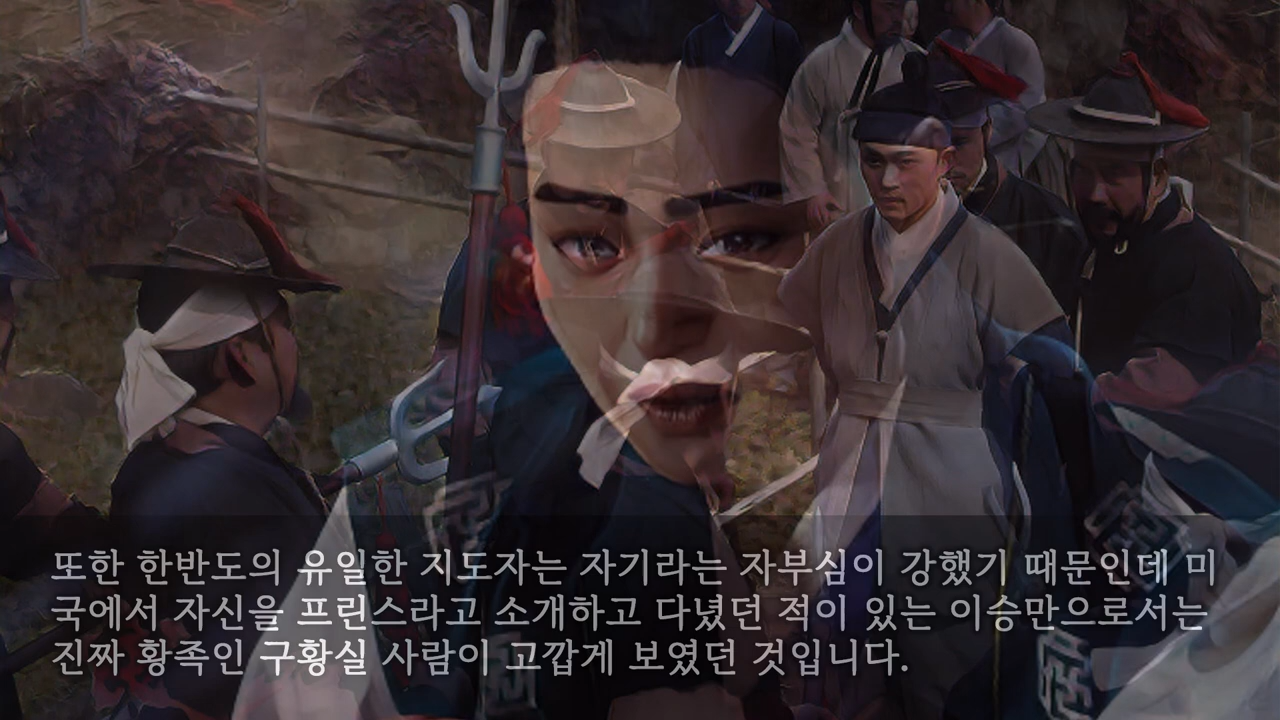 또한 한반도의 유일한 지도자는 자기라는 자부심이 강했기 때문인데 미
국에서 자신을 프린스라고 소개하고 다녔던 적이 있는 이승만으로서는
진짜 황족인 구황실 사람이 고깝게 보였던 것입니다.